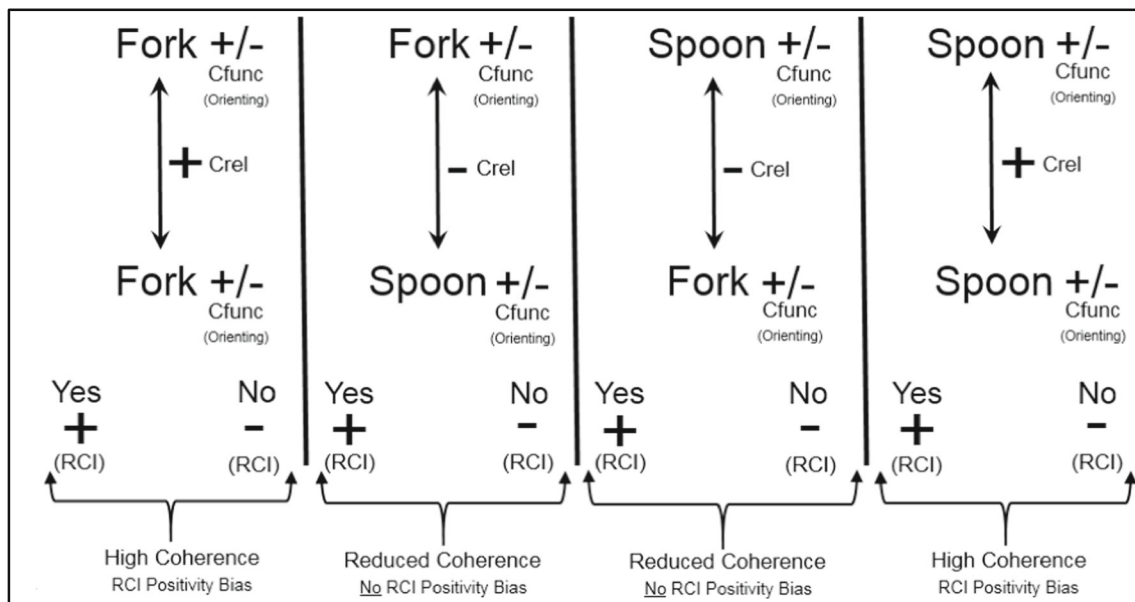 Fork +/-
Cfunc
(Orienting)
+ Crel
Fork +/-
Cfunc
(Orienting)
Yes No
+ -
(RCI) (RCI)
High Coherence
RCI Positivity Bias
Fork +/-
Cfunc
(Orienting)
- Crel
Spoon +/-
Cfunc
(Orienting)
Yes No
+ -
(RCI) (RCI)
Reduced Coherence
No RCI Positivity Bias
Spoon +/-
Cfunc
(Orienting)
- Crel
Fork +/-
Cfunc
(Orienting)
Yes No
+ -
(RCI) (RCI)
Reduced Coherence
No RCI Positivity Bias
Spoon +/-
Cfunc
(Orienting)
+ Crel
Spoon +/-
Cfunc
(Orienting)
Yes No
+ -
(RCI) (RCI)
High Coherence
RCI Positivity Bias